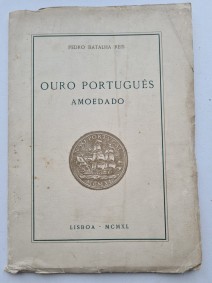 PEDRO BATALHA REIS
OURO PORTUGUÊS
AMOEDADO
LISBOA · MCMXL